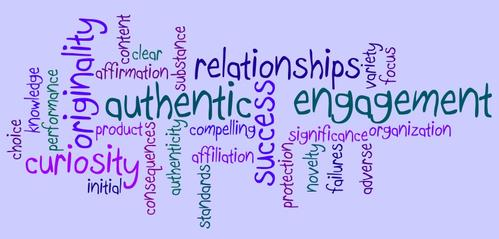 originality
content
clear
affirmation
substance
relationships
variety
focus
choice
knowledge
performance
authentic
engagement
success
products
consequences
authenticity
compelling
significance
organization
curiosity
initial
affiliation
standards
protection
novelty
failures
adverse